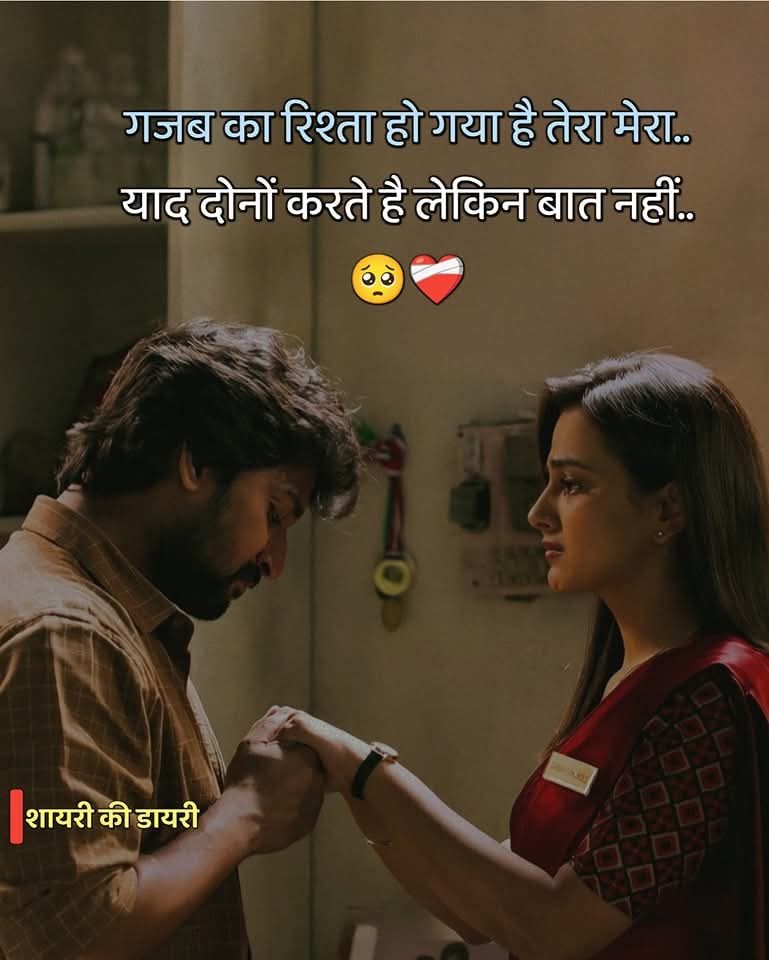 गजब का रिश्ता हो गया है तेरा मेरा..
याद दोनों करते है लेकिन बात नहीं..
🥺❤️‍🩹
शायरी की डायरी